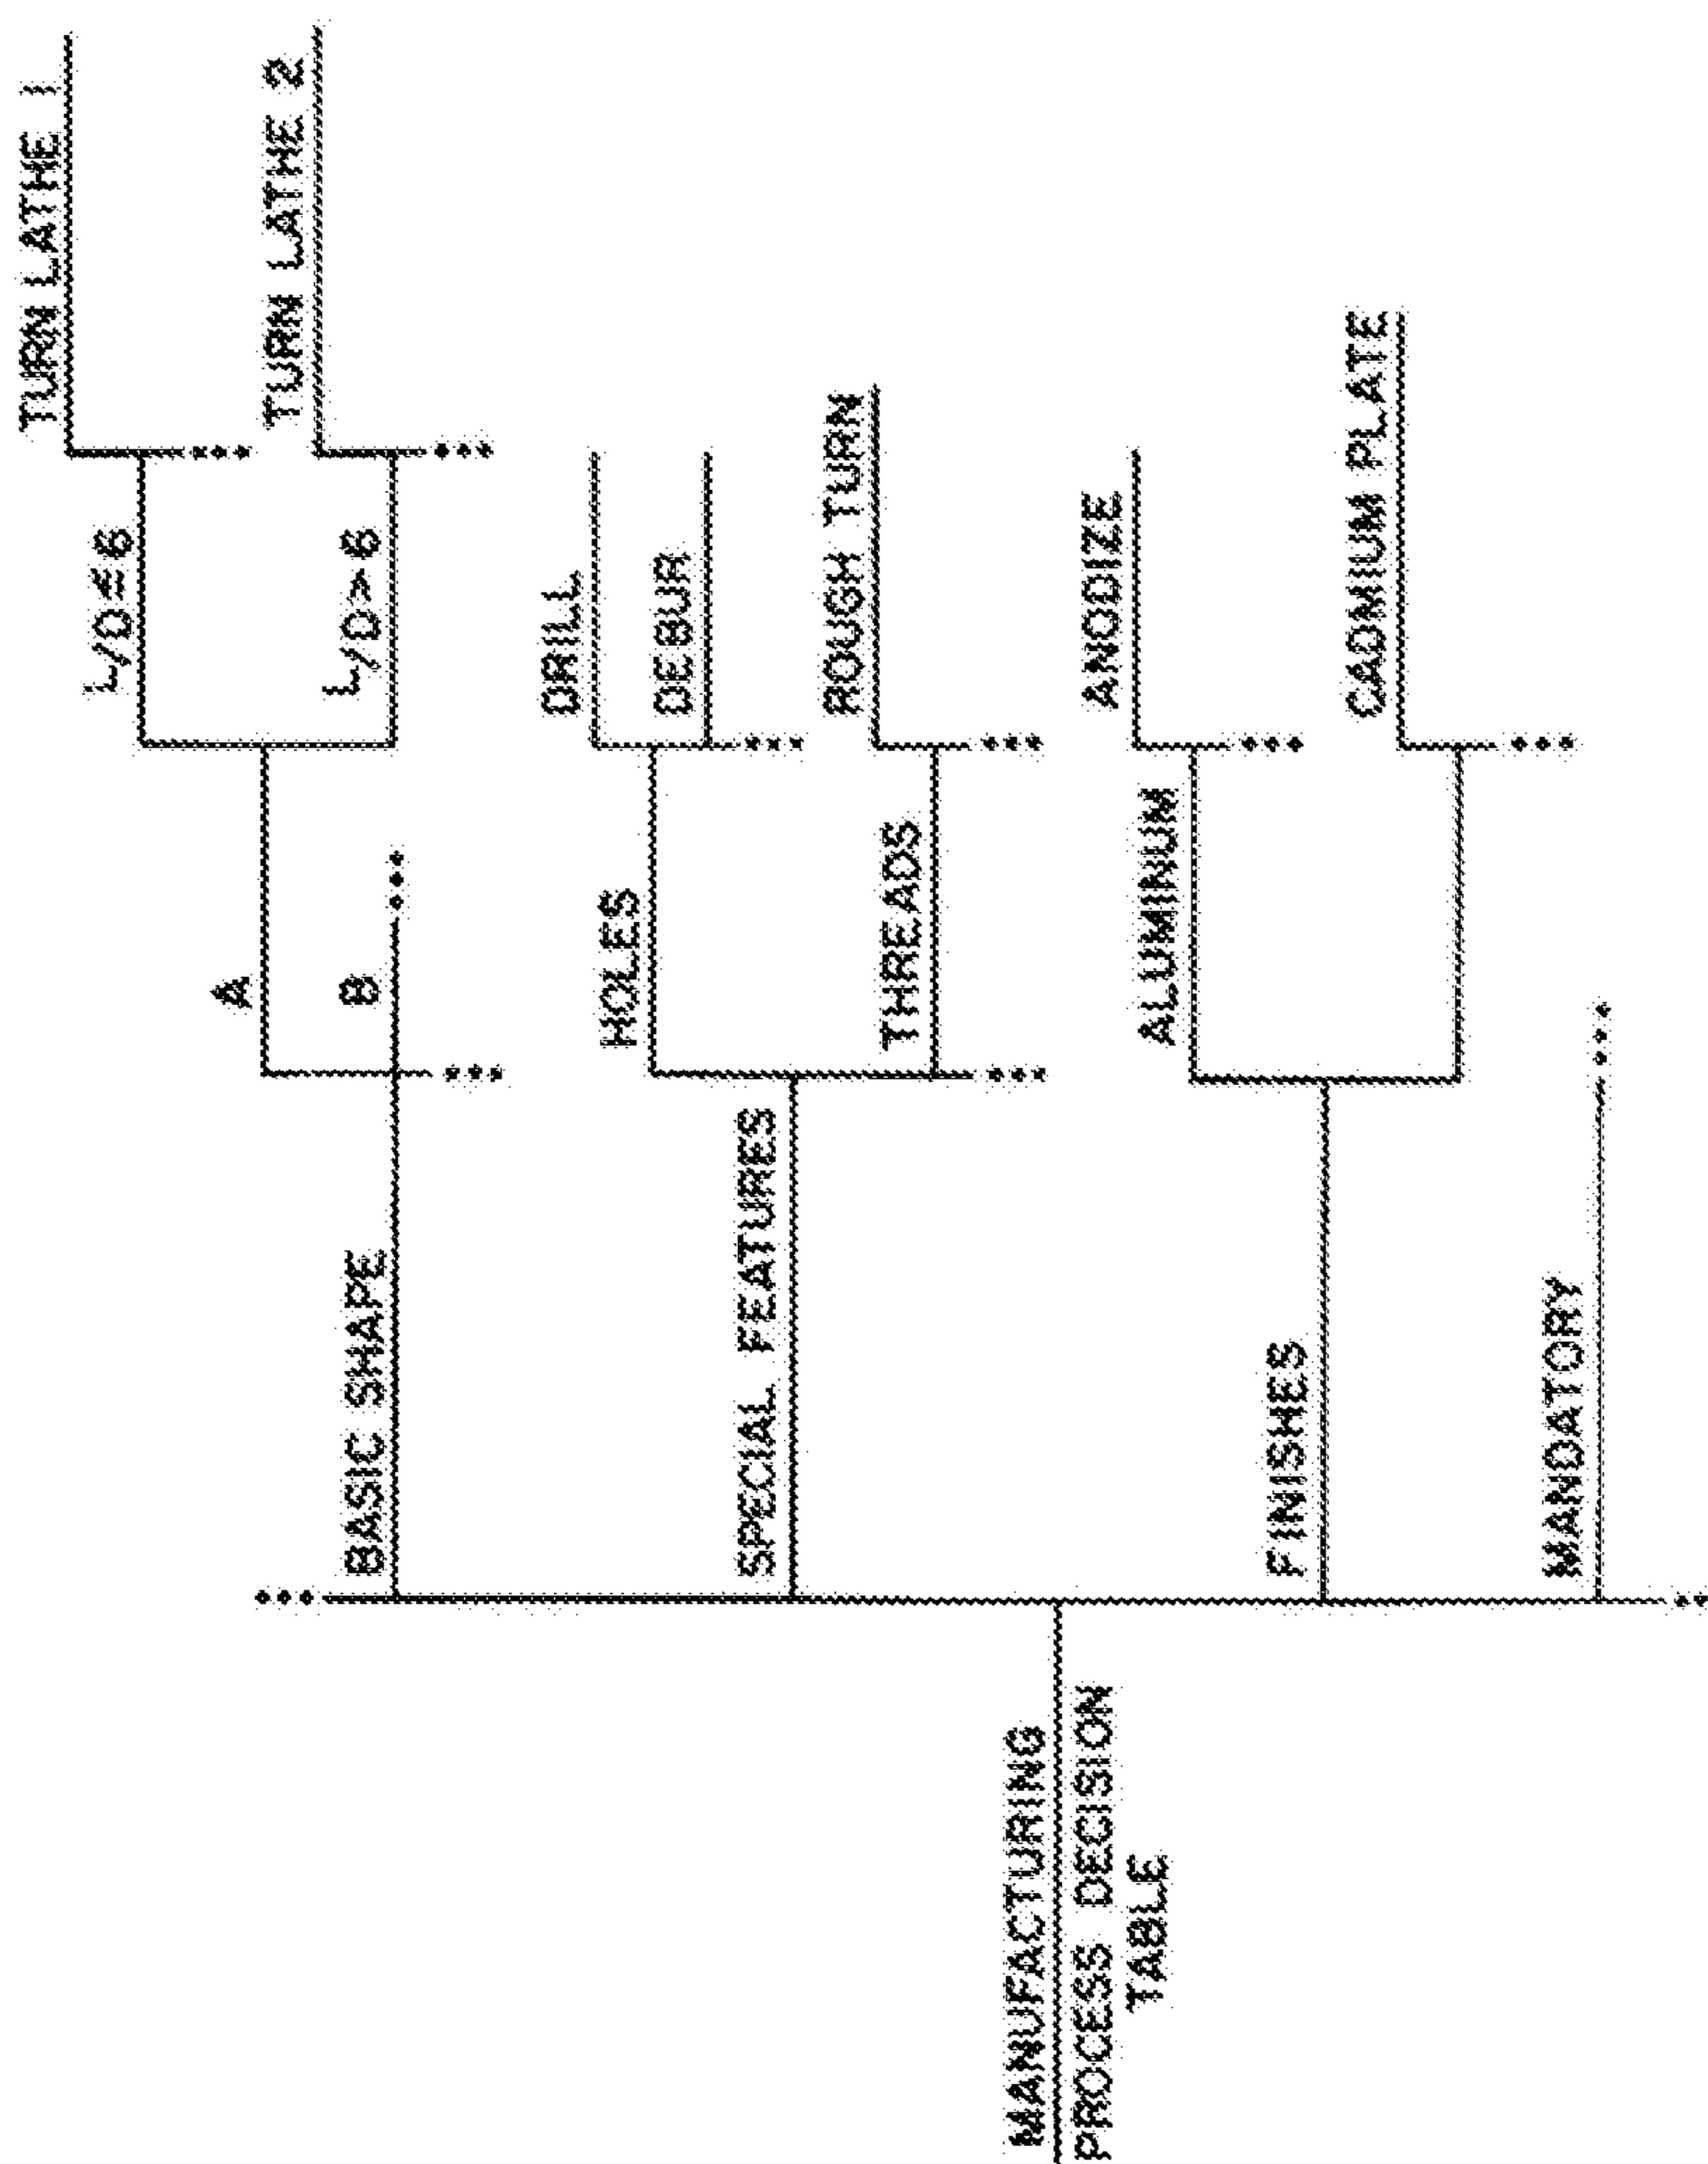 TURN LATHE 1
L/D≤6
TURN LATHE 2
A
L/D>6
BASIC SHAPE
B
DRILL
HOLES
DEBUR
SPECIAL FEATURES
ROUGH TURN
THREADS
MANUFACTURING
PROCESS DECISION
TABLE
ANODIZE
ALUMINUM
FINISHES
CADMIUM PLATE
MANDATORY